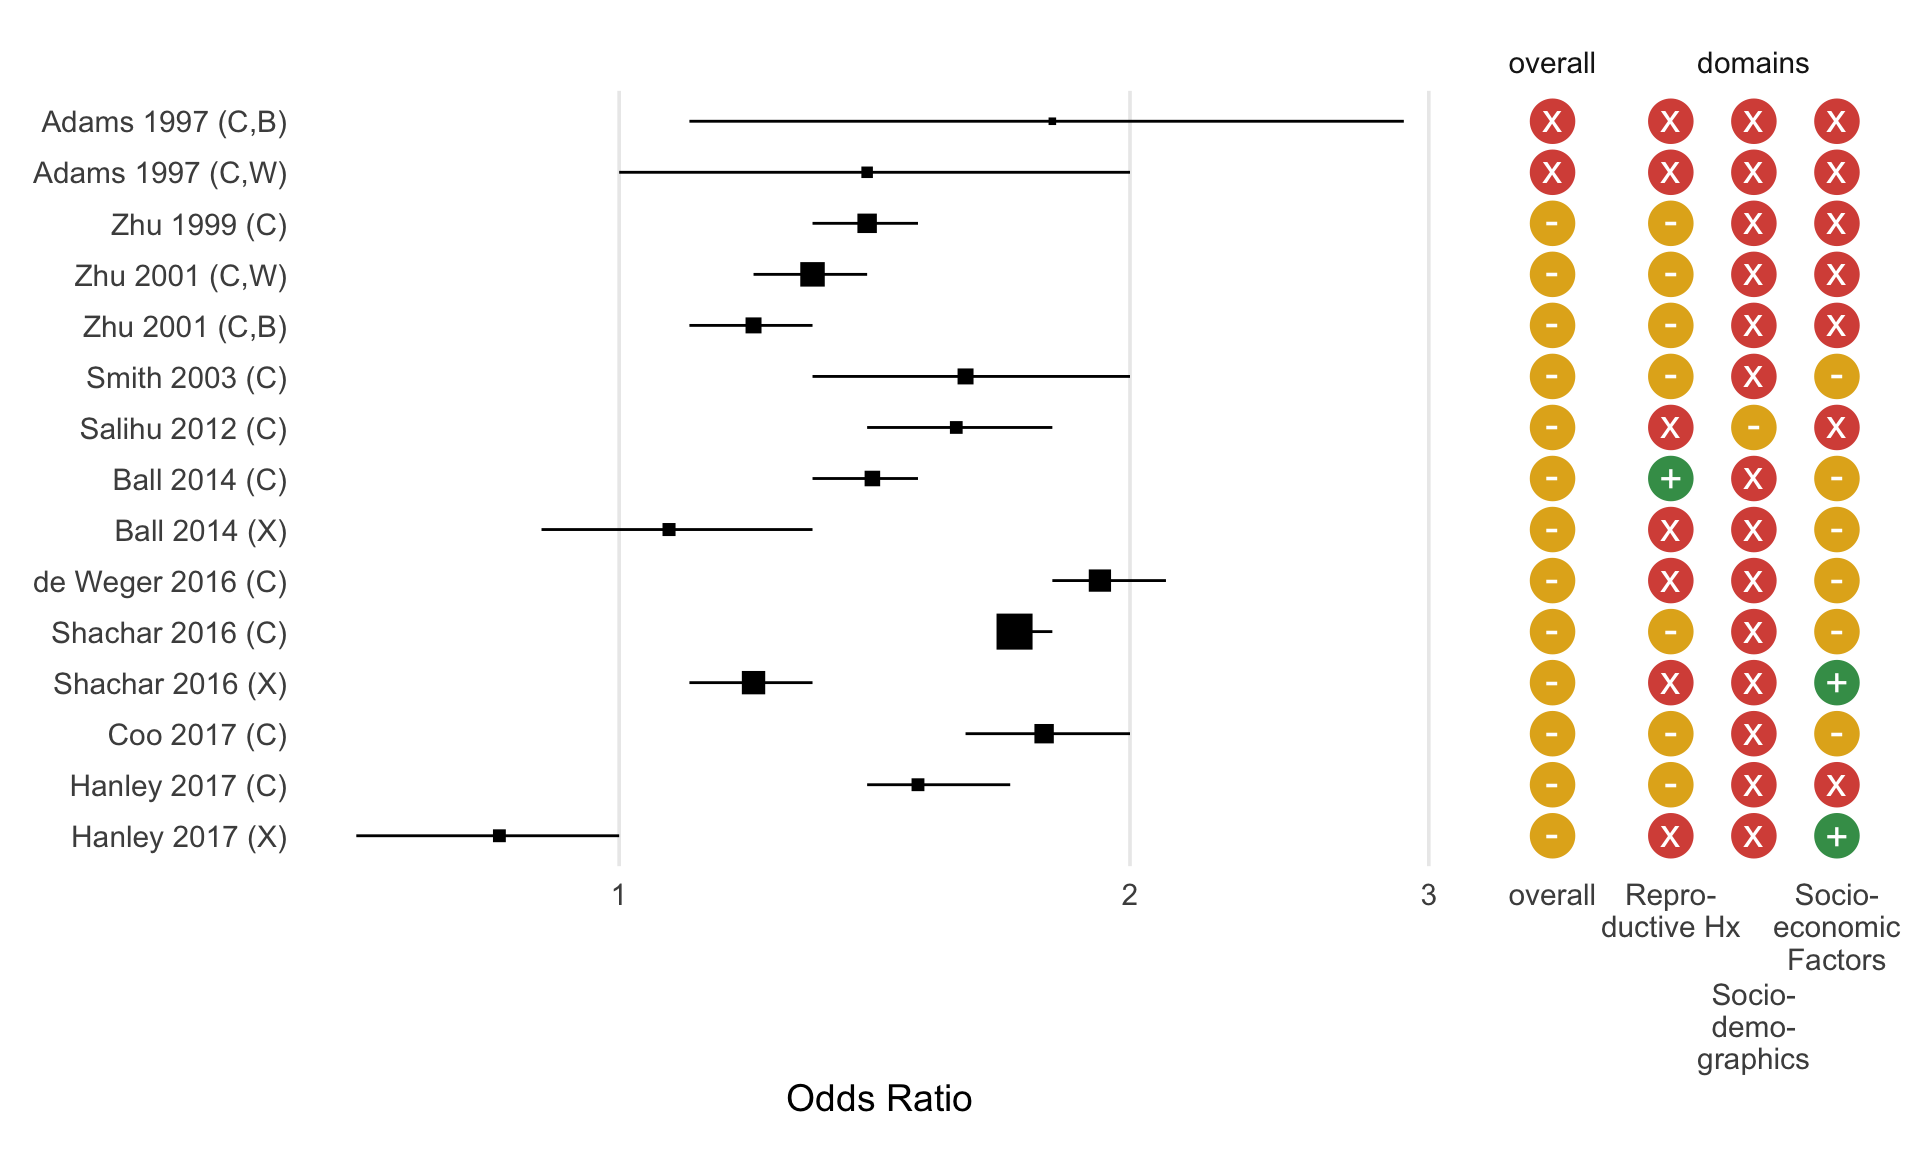 overall domains
Adams 1997 (C,B) x x x x
Adams 1997 (C,W) x x x x
Zhu 1999 (C) - - x x
Zhu 2001 (C,W) - - x x
Zhu 2001 (C,B) - - x x
Smith 2003 (C) - - x -
Salihu 2012 (C) - x - x
Ball 2014 (C) - + x -
Ball 2014 (X) - x x -
de Weger 2016 (C) - x x -
Shachar 2016 (C) - - x -
Shachar 2016 (X) - x x +
Coo 2017 (C) - - x -
Hanley 2017 (C) - - x x
Hanley 2017 (X) - x x +
1 2 3
overall
Repro-
ductive Hx
Socio-
demo-
graphics
Socio-
economic
Factors
Odds Ratio